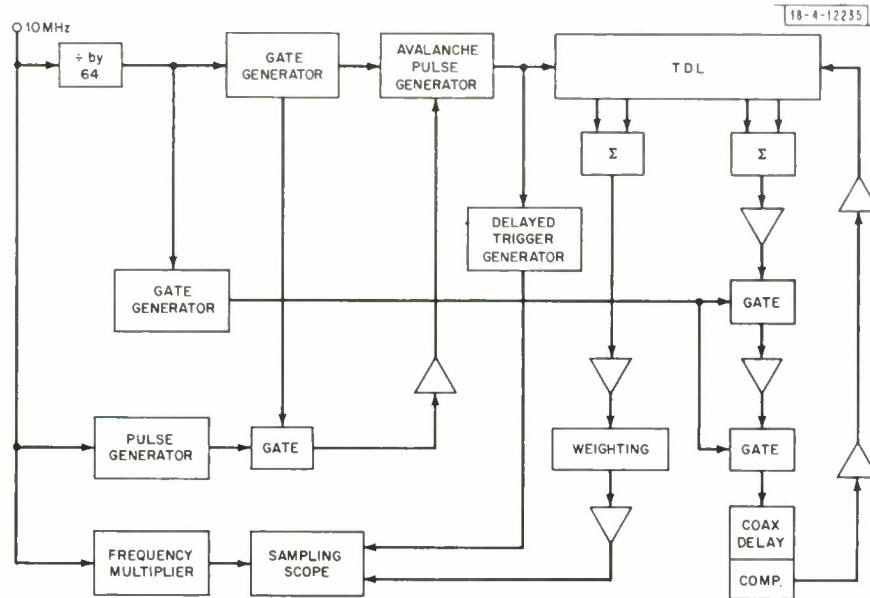 18-4-12235
10 MHz
÷ by
64
GATE
GENERATOR
AVALANCHE
PULSE
GENERATOR
TDL
Σ
Σ
DELAYED
TRIGGER
GENERATOR
GATE
GENERATOR
GATE
PULSE
GENERATOR
GATE
WEIGHTING
GATE
FREQUENCY
MULTIPLIER
SAMPLING
SCOPE
COAX
DELAY
COMP.